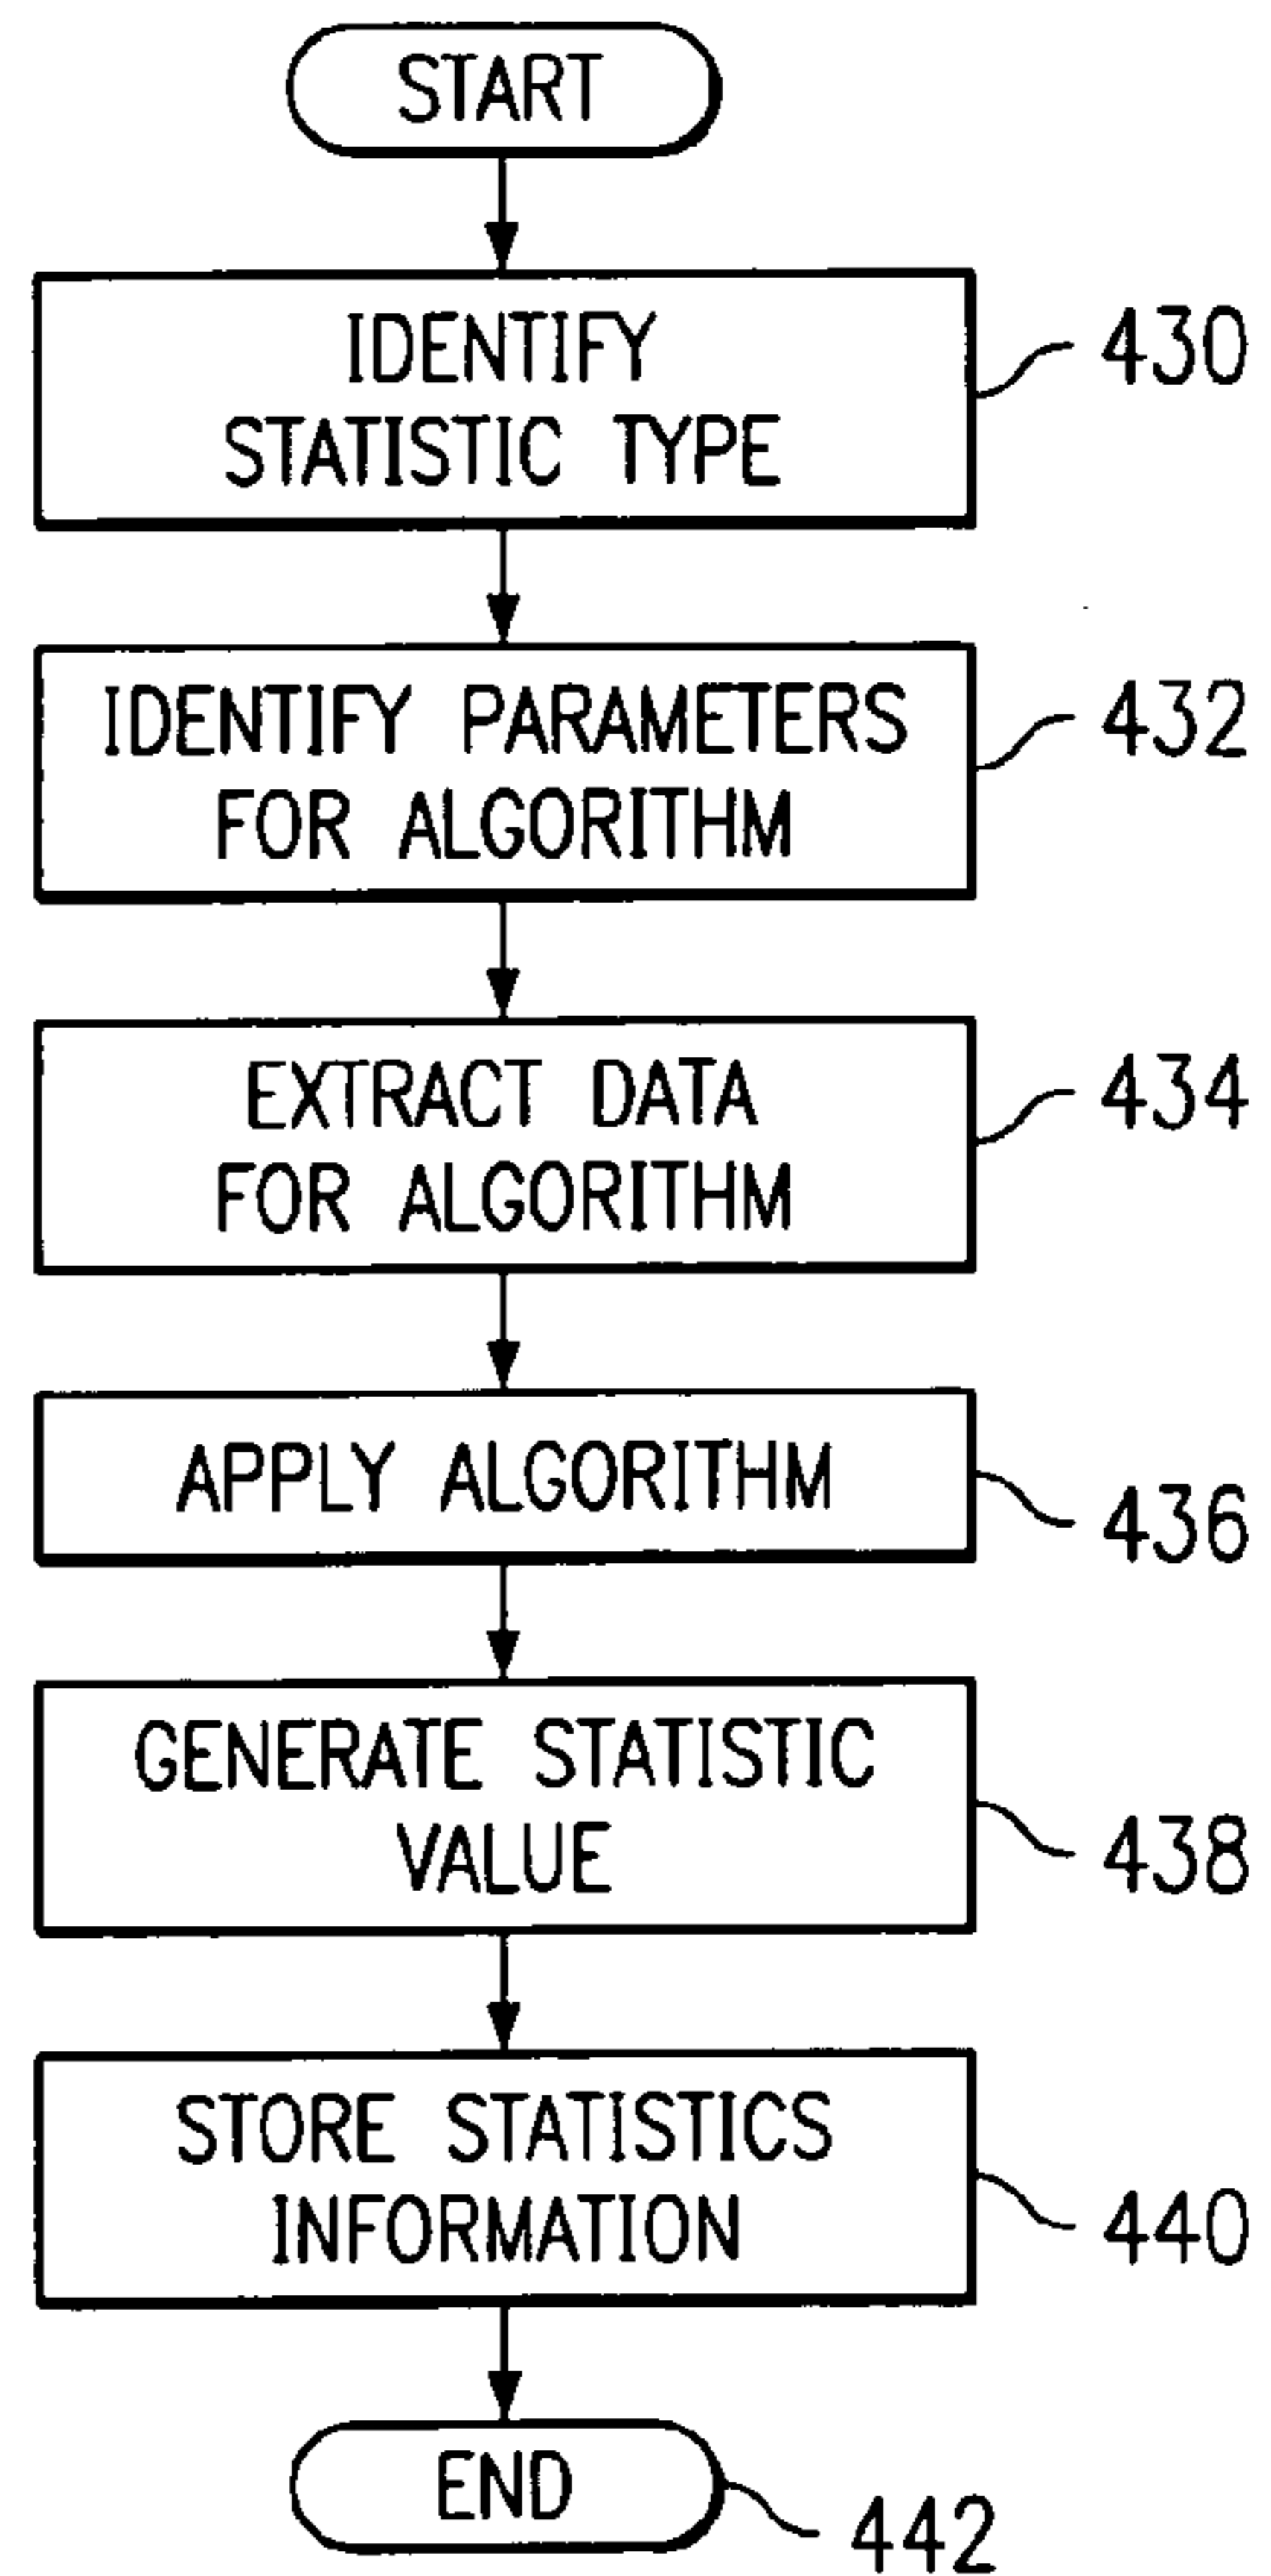 START
IDENTIFY
STATISTIC TYPE
430
IDENTIFY PARAMETERS
FOR ALGORITHM
432
EXTRACT DATA
FOR ALGORITHM
434
APPLY ALGORITHM
436
GENERATE STATISTIC
VALUE
438
STORE STATISTICS
INFORMATION
440
END
442